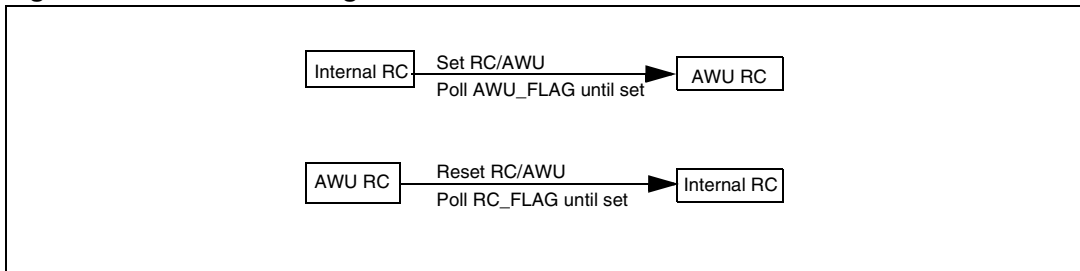 Internal RC
Set RC/AWU
Poll AWU_FLAG until set
AWU RC
AWU RC
Reset RC/AWU
Poll RC_FLAG until set
Internal RC